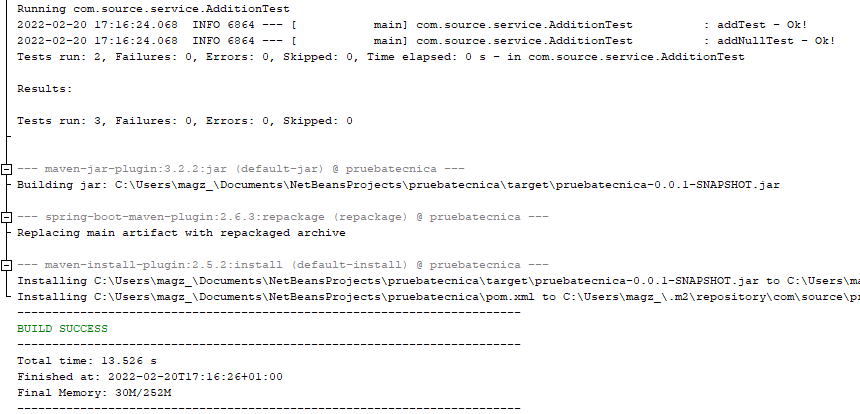 Running com.source.service.AdditionTest
2022-02-20 17:16:24.068  INFO 6864 --- [           main] com.source.service.AdditionTest          : addTest - Ok!
2022-02-20 17:16:24.068  INFO 6864 --- [           main] com.source.service.AdditionTest          : addNullTest - Ok!
Tests run: 2, Failures: 0, Errors: 0, Skipped: 0, Time elapsed: 0 s - in com.source.service.AdditionTest
Results:
Tests run: 3, Failures: 0, Errors: 0, Skipped: 0
--- maven-jar-plugin:3.2.2:jar (default-jar) @ pruebatecnica ---
Building jar: C:\Users\magz_\Documents\NetBeansProjects\pruebatecnica\target\pruebatecnica-0.0.1-SNAPSHOT.jar
--- spring-boot-maven-plugin:2.6.3:repackage (repackage) @ pruebatecnica ---
Replacing main artifact with repackaged archive
--- maven-install-plugin:2.5.2:install (default-install) @ pruebatecnica ---
Installing C:\Users\magz_\Documents\NetBeansProjects\pruebatecnica\target\pruebatecnica-0.0.1-SNAPSHOT.jar to C:\Users\ma
Installing C:\Users\magz_\Documents\NetBeansProjects\pruebatecnica\pom.xml to C:\Users\magz_\.m2\repository\com\source\pr
------------------------------------------------------------------------
BUILD SUCCESS
------------------------------------------------------------------------
Total time: 13.526 s
Finished at: 2022-02-20T17:16:26+01:00
Final Memory: 30M/252M
------------------------------------------------------------------------